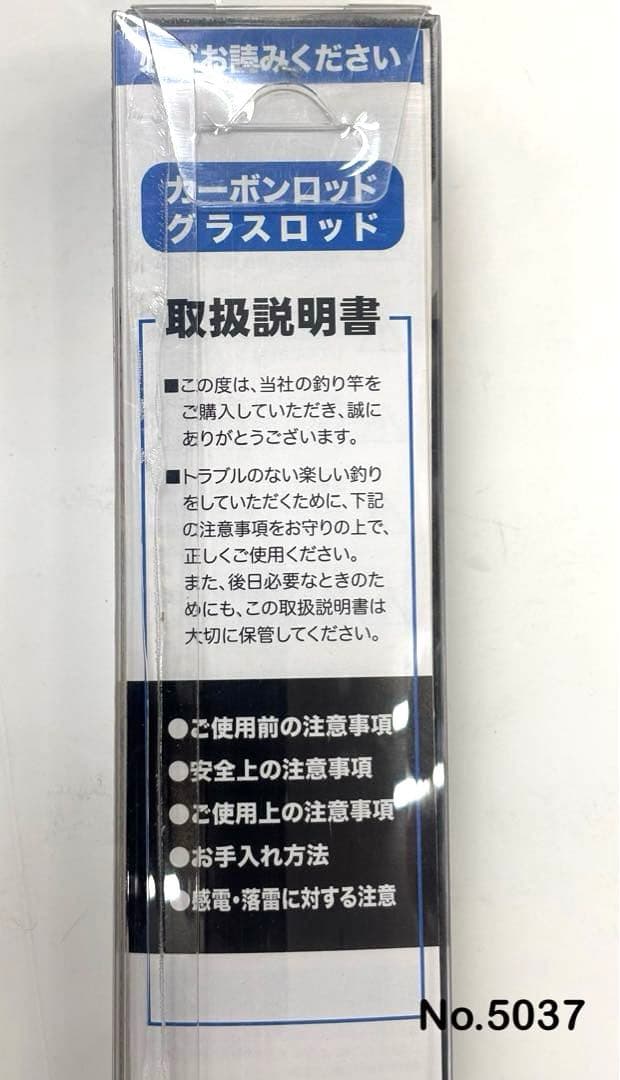 必ずお読みください
カーボンロッド
グラスロッド
取扱説明書
■この度は、当社の釣り竿を
ご購入していただき、誠に
ありがとうございます。
■トラブルのない楽しい釣り
をしていただくために、下記
の注意事項をお守りの上で、
正しくご使用ください。
また、後日必要なときのた
めにも、この取扱説明書は
大切に保管してください。
●ご使用前の注意事項
●安全上の注意事項
●ご使用上の注意事項
●お手入れ方法
●感電・落雷に対する注意
No.5037